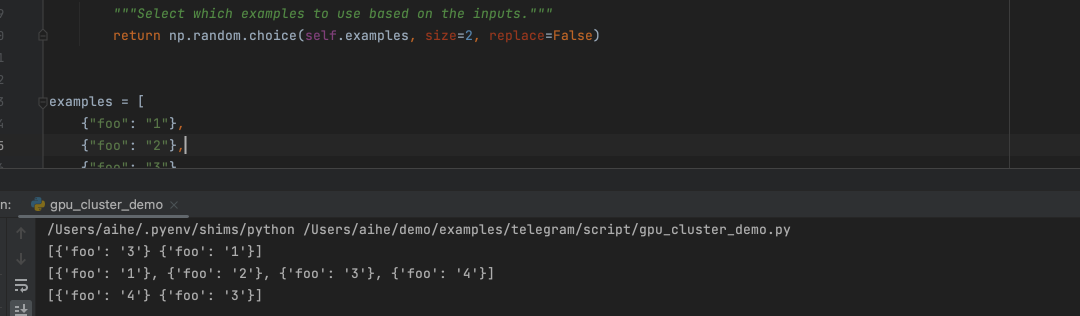 """Select which examples to use based on the inputs."""
return np.random.choice(self.examples, size=2, replace=False)
examples = [
{"foo": "1"},
{"foo": "2"},
{"foo": "3"}
n:
gpu_cluster_demo ×
/Users/aihe/.pyenv/shims/python /Users/aihe/demo/examples/telegram/script/gpu_cluster_demo.py
[{'foo': '3'} {'foo': '1'}]
[{'foo': '1'}, {'foo': '2'}, {'foo': '3'}, {'foo': '4'}]
[{'foo': '4'} {'foo': '3'}]